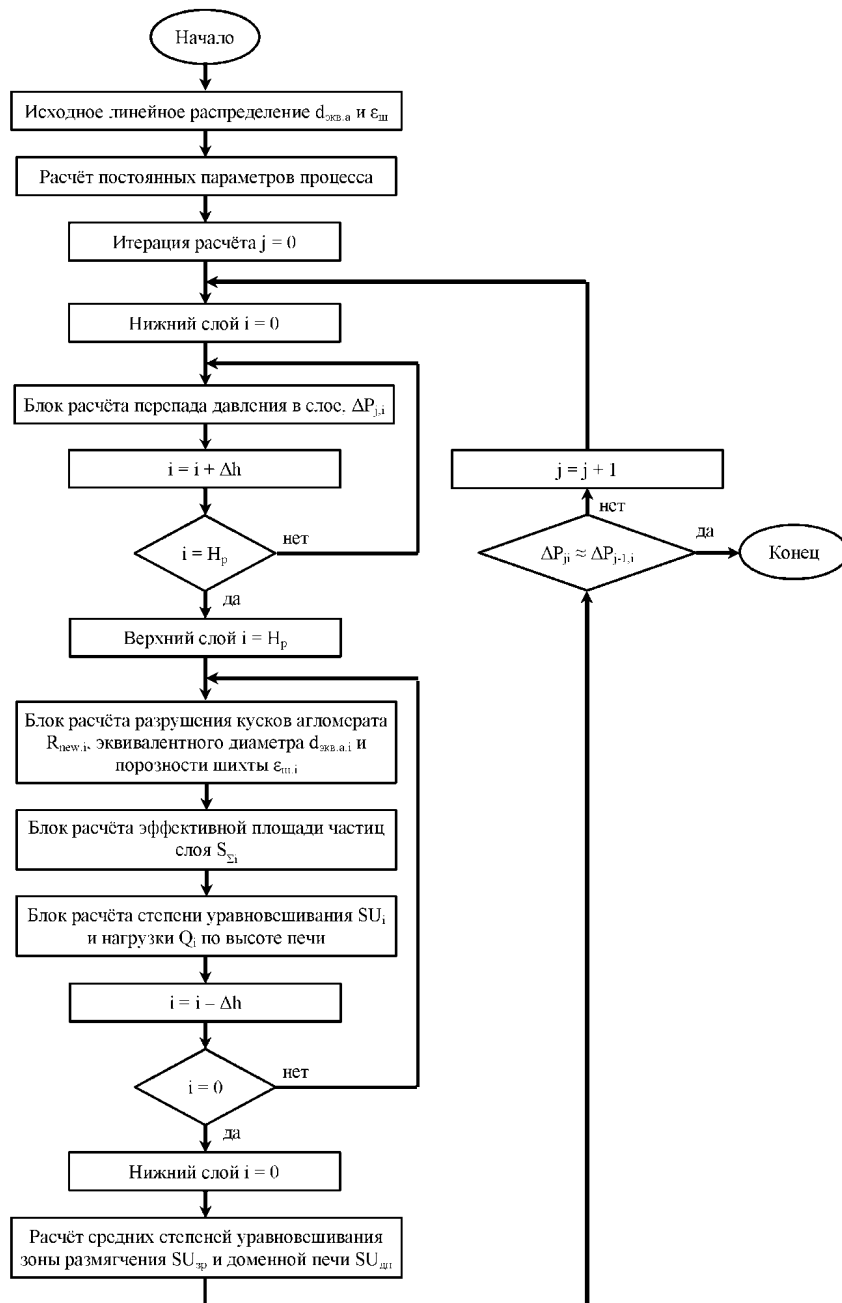 Начало
Исходное линейное распределение dэкв.а и εш
Расчёт постоянных параметров процесса
Итерация расчёта j = 0
Нижний слой i = 0
Блок расчёта перепада давления в слое, ΔPj,i
i = i + Δh
i = Hр
нет
да
Верхний слой i = Hр
Блок расчёта разрушения кусков агломерата
Rnew.i, эквивалентного диаметра dэкв.а.i и
порозности шихты εш.i
Блок расчёта эффективной площади частиц
слоя SΣi
Блок расчёта степени уравновешивания SUi
и нагрузки Qi по высоте печи
i = i – Δh
i = 0
нет
да
Нижний слой i = 0
Расчёт средних степеней уравновешивания
зоны размягчения SUзр и доменной печи SUдп
j = j + 1
нет
ΔPji ≈ ΔPj-1,i
да
Конец